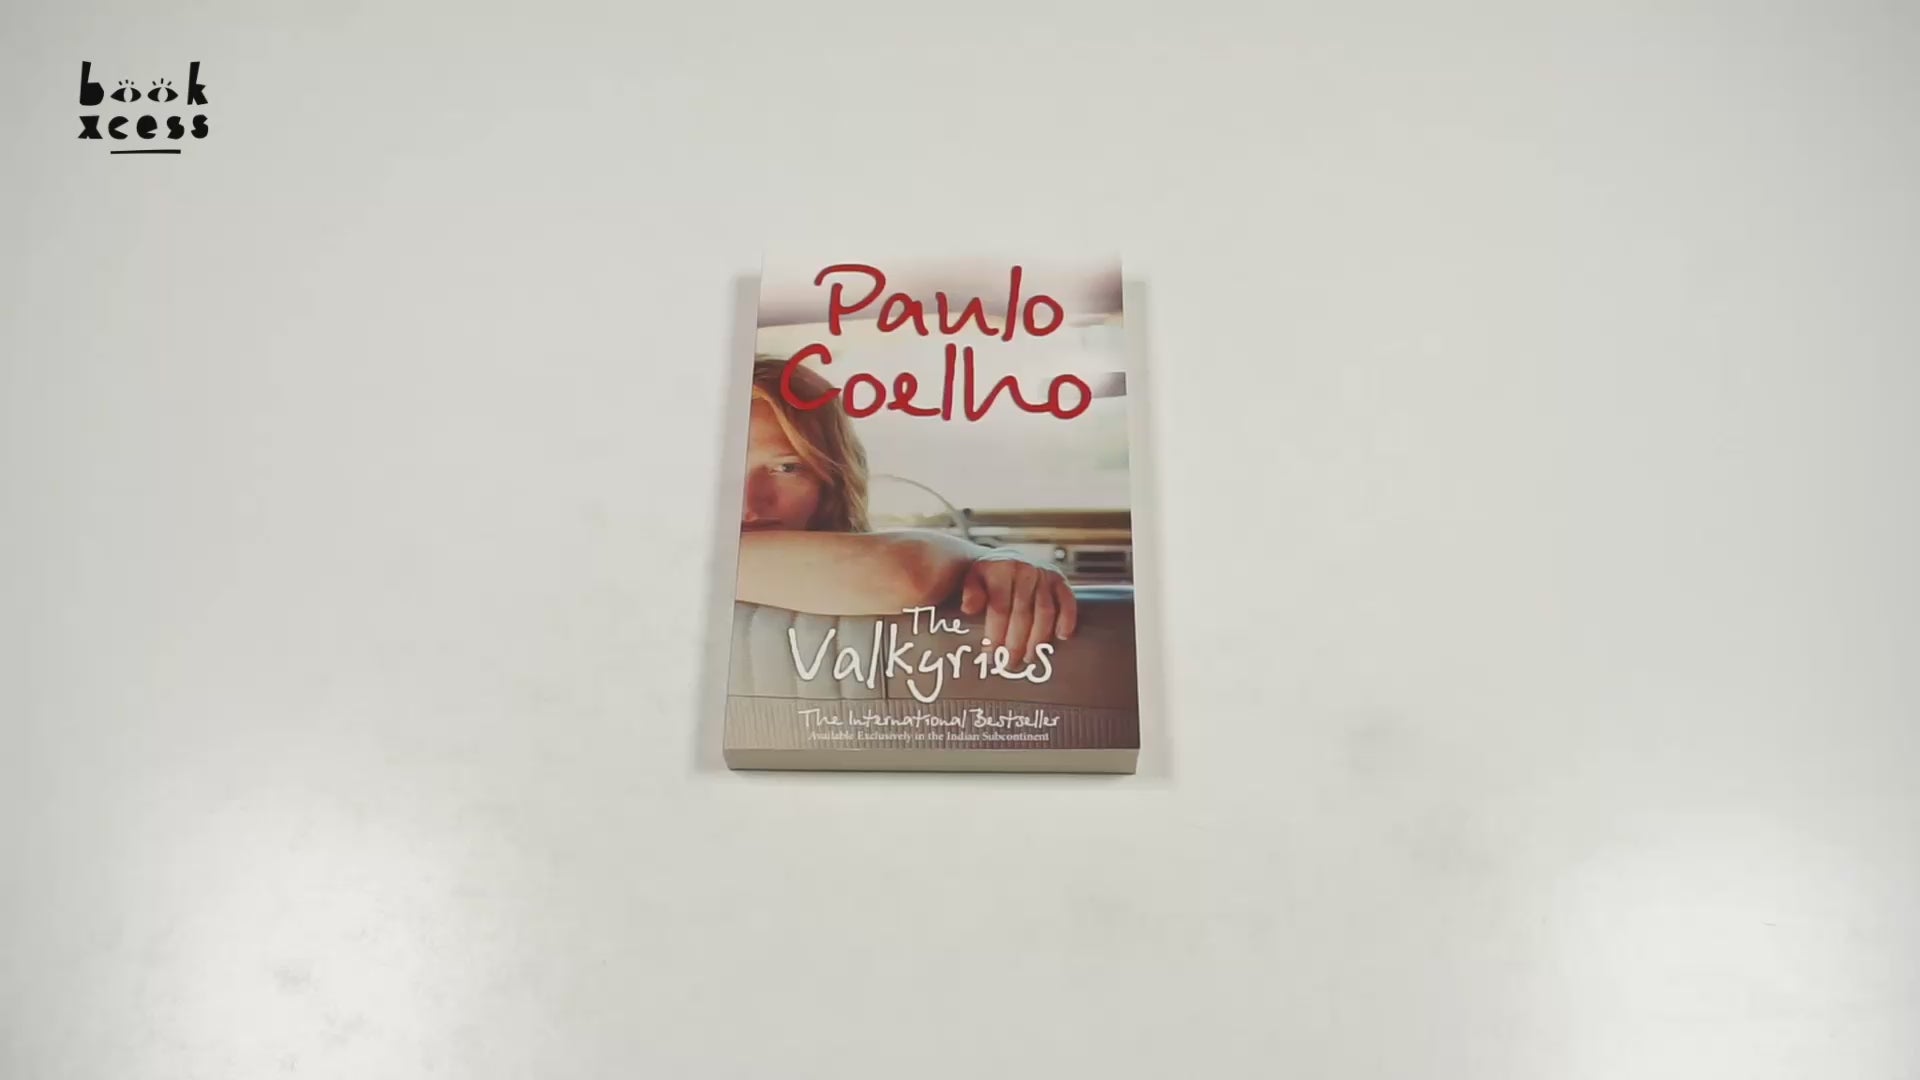 book
xcess
Paulo
Coelho
The
Valkyries
The International Bestseller
Available Exclusively in the Indian Subcontinent